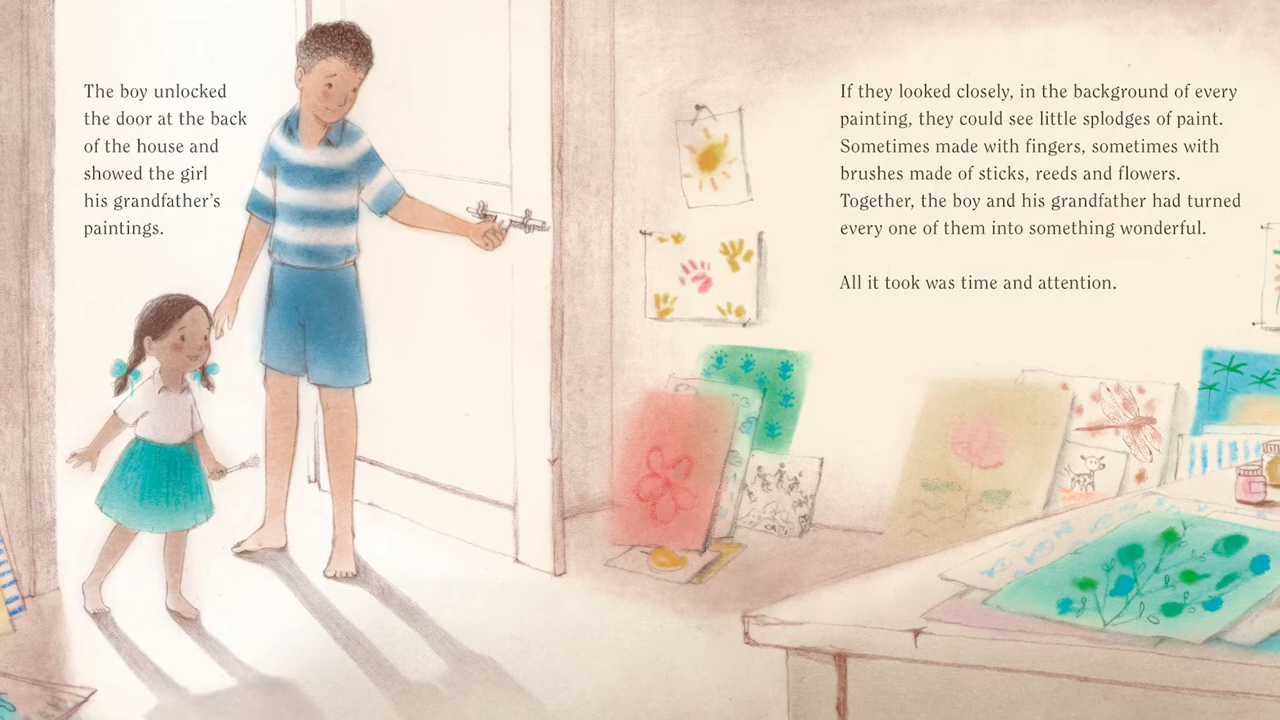 The boy unlocked
the door at the back
of the house and
showed the girl
his grandfather’s
paintings.
If they looked closely, in the background of every
painting, they could see little splodges of paint.
Sometimes made with fingers, sometimes with
brushes made of sticks, reeds and flowers.
Together, the boy and his grandfather had turned
every one of them into something wonderful.
All it took was time and attention.